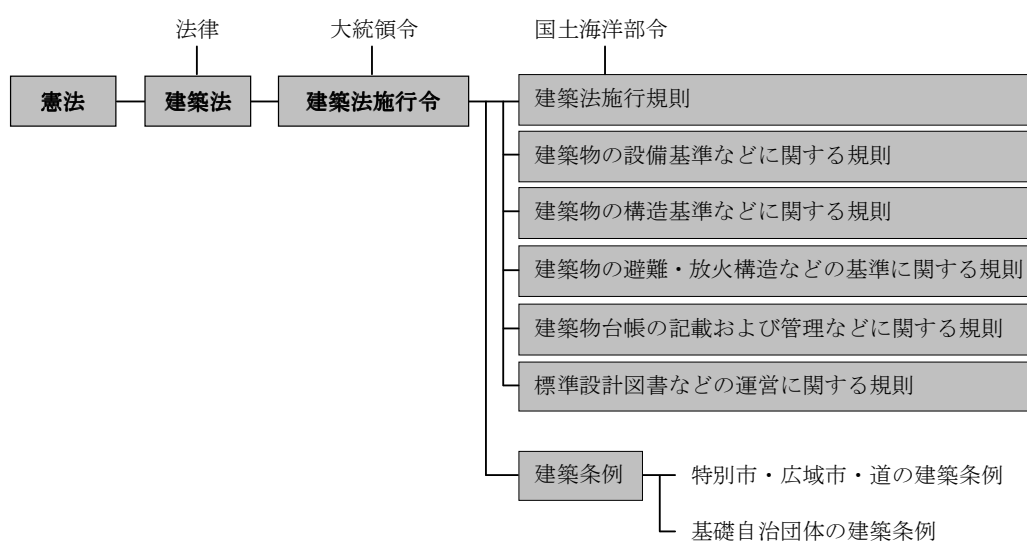 法律
大統領令
国土海洋部令
憲法
建築法
建築法施行令
建築法施行規則
建築物の設備基準などに関する規則
建築物の構造基準などに関する規則
建築物の避難・放火構造などの基準に関する規則
建築物台帳の記載および管理などに関する規則
標準設計図書などの運営に関する規則
建築条例
特別市・広域市・道の建築条例
基礎自治団体の建築条例